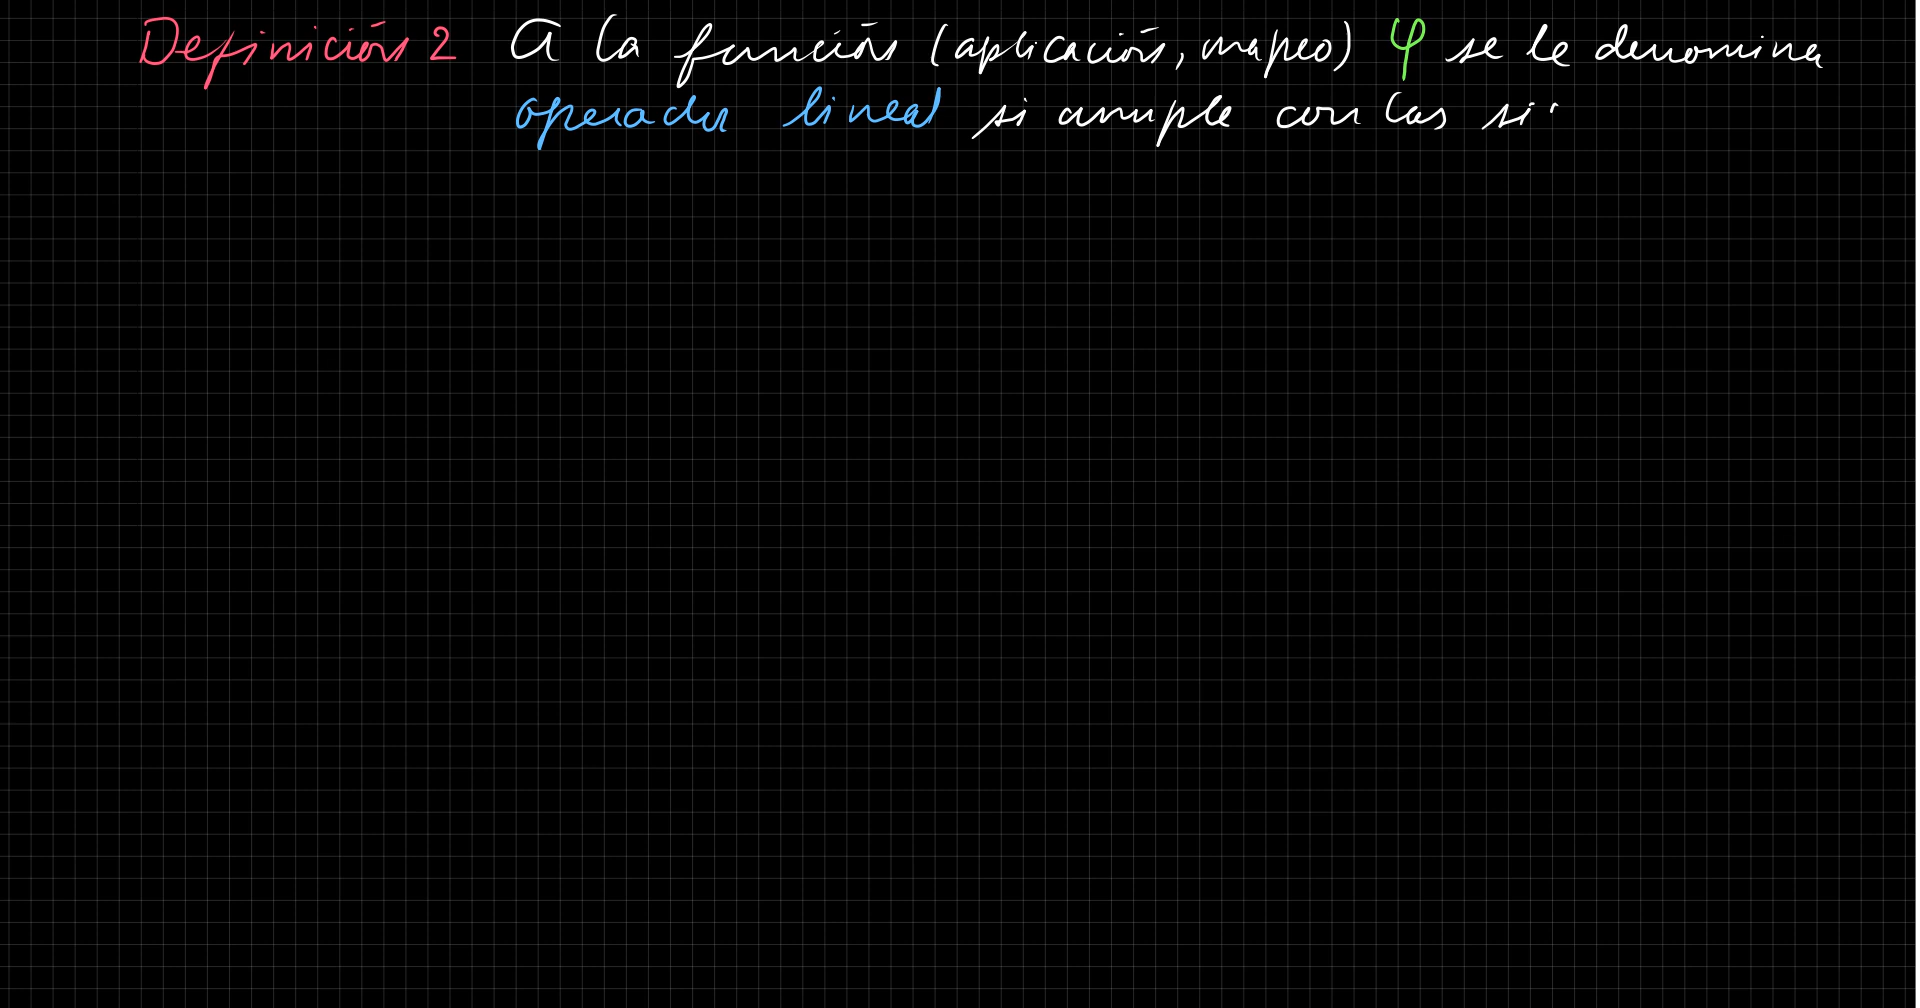 Definición 2 A la función (aplicación, mapeo) φ se le denomina
operador lineal si cumple con las si